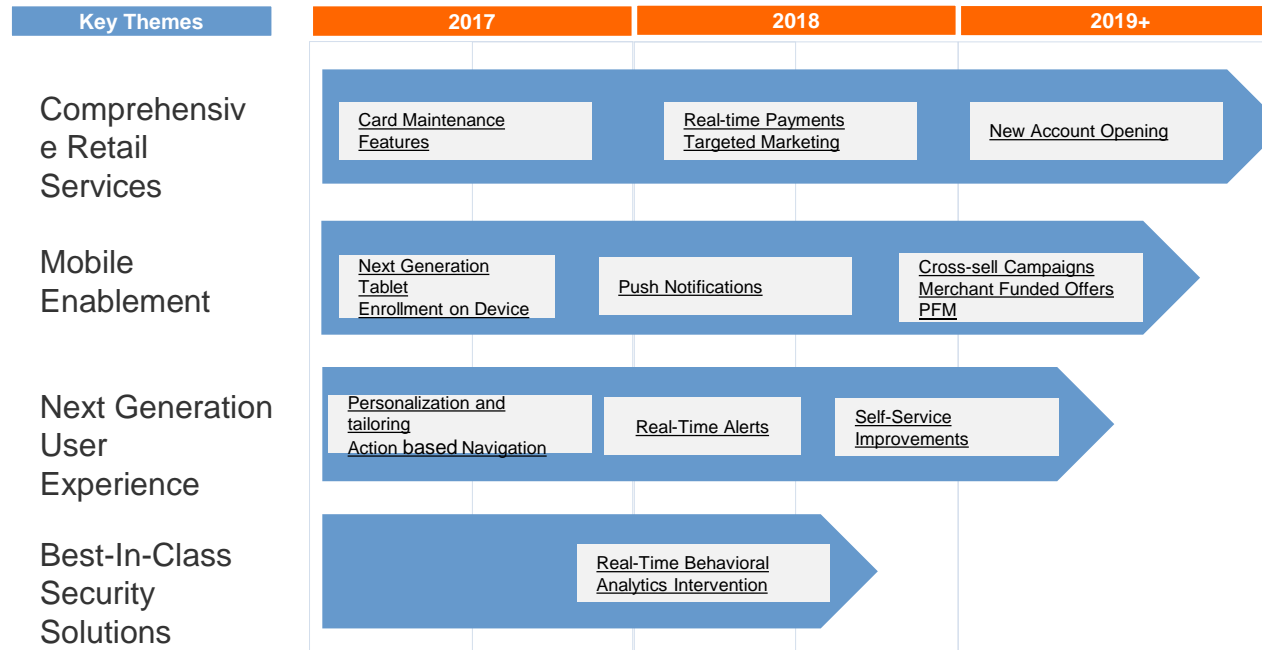 Key Themes
2017
2018
2019+
Comprehensiv
e Retail
Services
Card Maintenance
Features
Real-time Payments
Targeted Marketing
New Account Opening
Mobile
Enablement
Next Generation
Tablet
Enrollment on Device
Push Notifications
Cross-sell Campaigns
Merchant Funded Offers
PFM
Next Generation
User
Experience
Personalization and
tailoring
Action based Navigation
Real-Time Alerts
Self-Service
Improvements
Best-In-Class
Security
Solutions
Real-Time Behavioral
Analytics Intervention